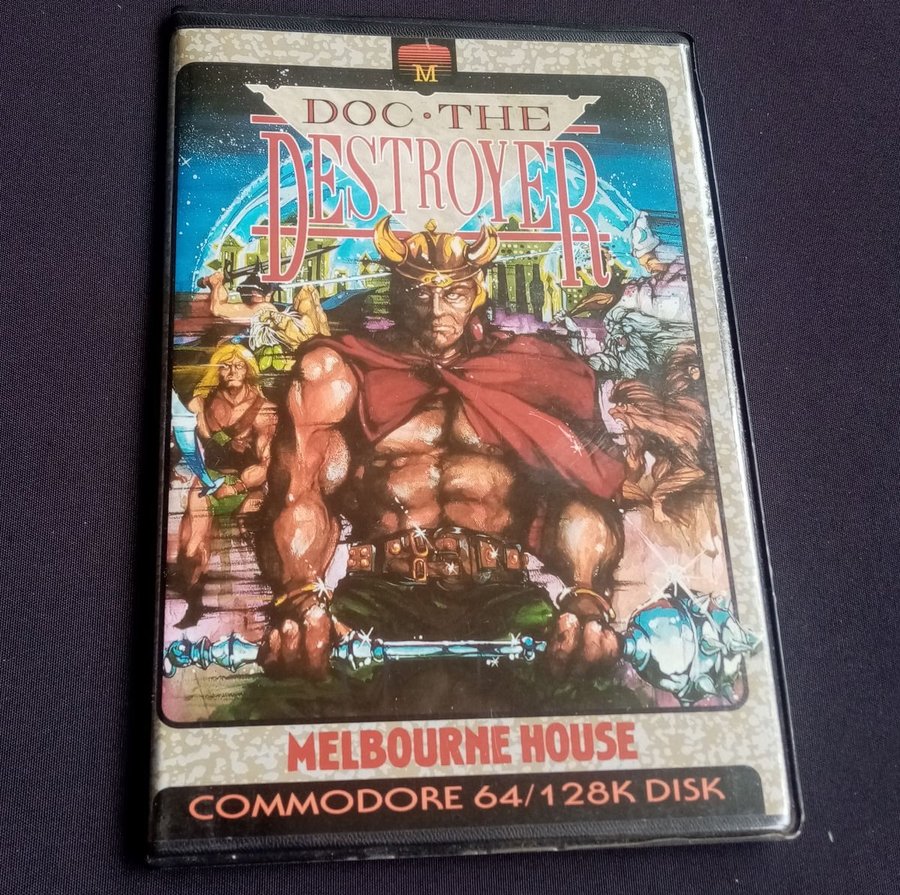 M
DOC · THE
DESTROYER
MELBOURNE HOUSE
COMMODORE 64/128K DISK